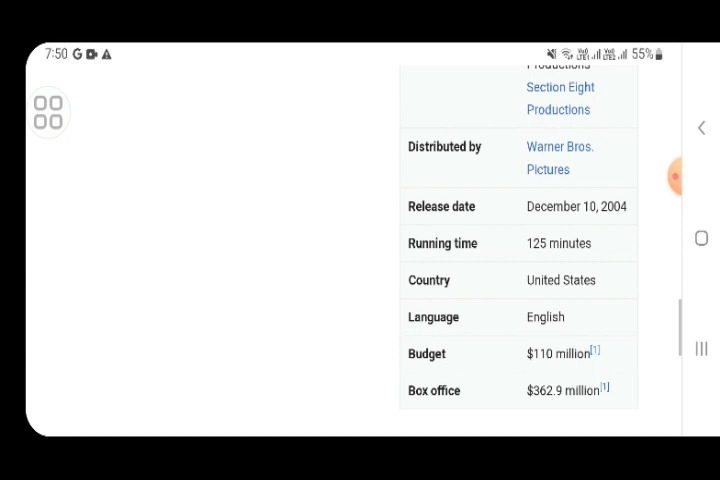 7:50 G 55%
Productions
Section Eight
Productions
Distributed by Warner Bros.
Pictures
Release date December 10, 2004
Running time 125 minutes
Country United States
Language English
Budget $110 million[1]
Box office $362.9 million[1]